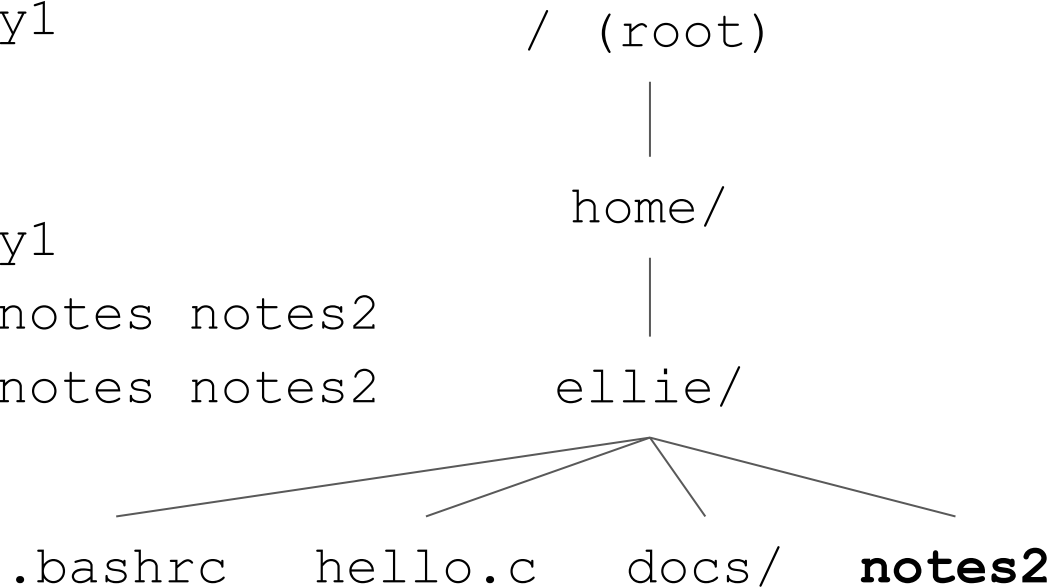 y1
/ (root)
home/
y1
notes notes2
notes notes2
ellie/
.bashrc hello.c docs/ notes2